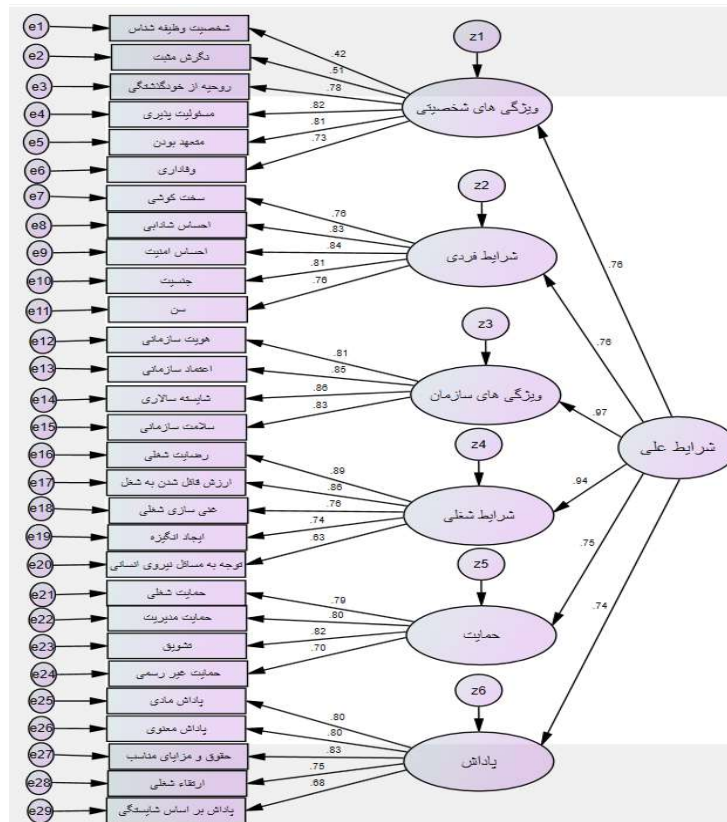 e1 شخصیت وظیفه شناس
e2 نگرش مثبت
e3 روحیه از خودگذشتگی
e4 مسئولیت پذیری
e5 متعهد بودن
e6 وفاداری
.42
.51
.78
.82
.81
.73
z1
ویژگی های شخصیتی
e7 سخت کوشی
e8 احساس شادابی
e9 احساس امنیت
e10 جنسیت
e11 سن
.76
.83
.84
.81
.76
z2
شرایط فردی
e12 هویت سازمانی
e13 اعتماد سازمانی
e14 شایسته سالاری
e15 سلامت سازمانی
.81
.85
.86
.83
z3
ویژگی های سازمان
e16 رضایت شغلی
e17 ارزش قائل شدن به شغل
e18 غنی سازی شغلی
e19 ایجاد انگیزه
e20 توجه به مسائل نیروی انسانی
.89
.86
.76
.74
.63
z4
شرایط شغلی
e21 حمایت شغلی
e22 حمایت مدیریت
e23 تشویق
e24 حمایت غیر رسمی
.79
.80
.82
.70
z5
حمایت
e25 پاداش مادی
e26 پاداش معنوی
e27 حقوق و مزایای مناسب
e28 ارتقاء شغلی
e29 پاداش بر اساس شایستگی
.80
.80
.83
.75
.68
z6
پاداش
.76
.76
.97
.94
.75
.74
شرایط علی